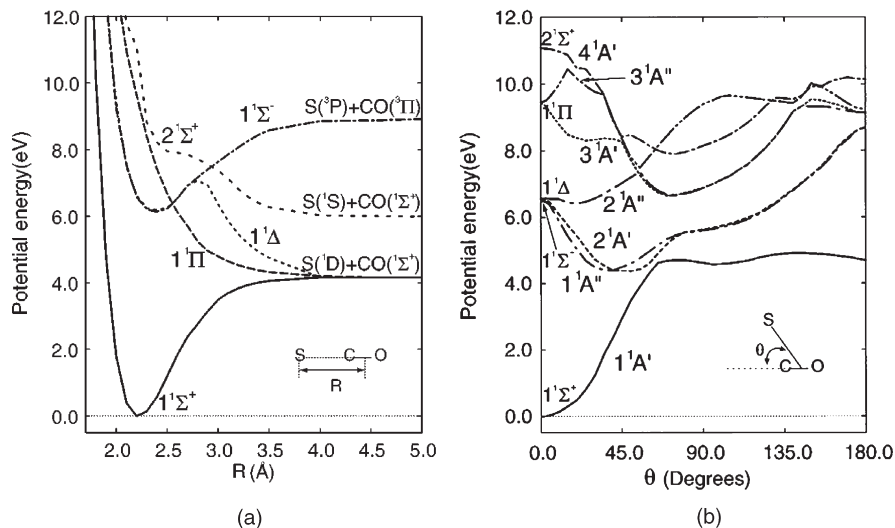 12.0
10.0
8.0
6.0
4.0
2.0
0.0
Potential energy(eV)
2.0 2.5 3.0 3.5 4.0 4.5 5.0
R (Å)
1¹Σ⁻
S(³P)+CO(³Π)
2¹Σ⁺
S(¹S)+CO(¹Σ⁺)
1¹Δ
1¹Π
S(¹D)+CO(¹Σ⁺)
S C O
R
1¹Σ⁺
(a)
12.0
10.0
8.0
6.0
4.0
2.0
0.0
Potential energy(eV)
0.0 45.0 90.0 135.0 180.0
θ (Degrees)
2¹Σ⁺
4¹A'
3¹A"
1¹Π
3¹A'
1¹Δ
2¹A"
2¹A'
1¹Σ⁻
1¹A"
1¹A'
1¹Σ⁺
S
θ
C O
(b)